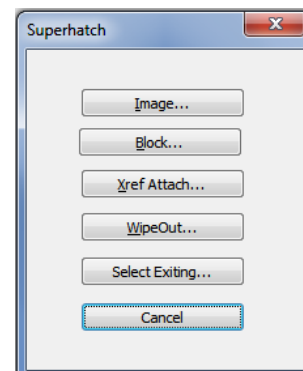 Superhatch
Image...
Block...
Xref Attach...
WipeOut...
Select Exiting...
Cancel